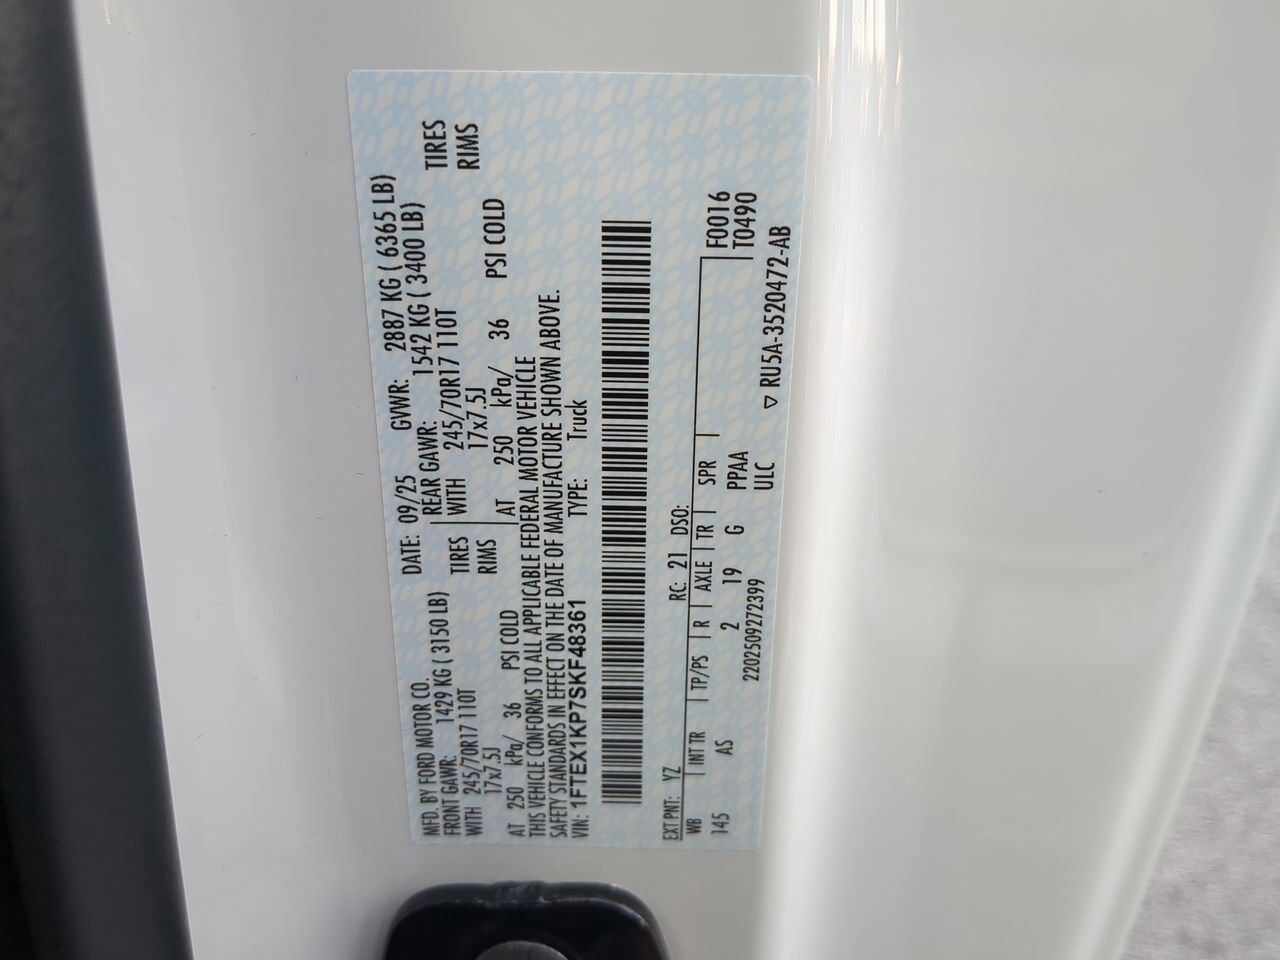 MFD. BY FORD MOTOR CO. DATE: 09/25 GVWR: 2887 KG ( 6365 LB)
FRONT GAWR: 1429 KG ( 3150 LB) REAR GAWR: 1542 KG ( 3400 LB)
WITH 245/70R17 110T TIRES WITH 245/70R17 110T TIRES
17x7.5J RIMS 17x7.5J RIMS
AT 250 kPa/ 36 PSI COLD AT 250 kPa/ 36 PSI COLD
THIS VEHICLE CONFORMS TO ALL APPLICABLE FEDERAL MOTOR VEHICLE
SAFETY STANDARDS IN EFFECT ON THE DATE OF MANUFACTURE SHOWN ABOVE.
VIN: 1FTEX1KP7SKF48361 TYPE: Truck
EXT PNT: YZ RC: 21 DSO:
WB INT TR TP/PS R AXLE TR SPR F0016
145 AS 2 19 G PPAA T0490
2202509272399 ULC
▽ RU5A-3520472-AB